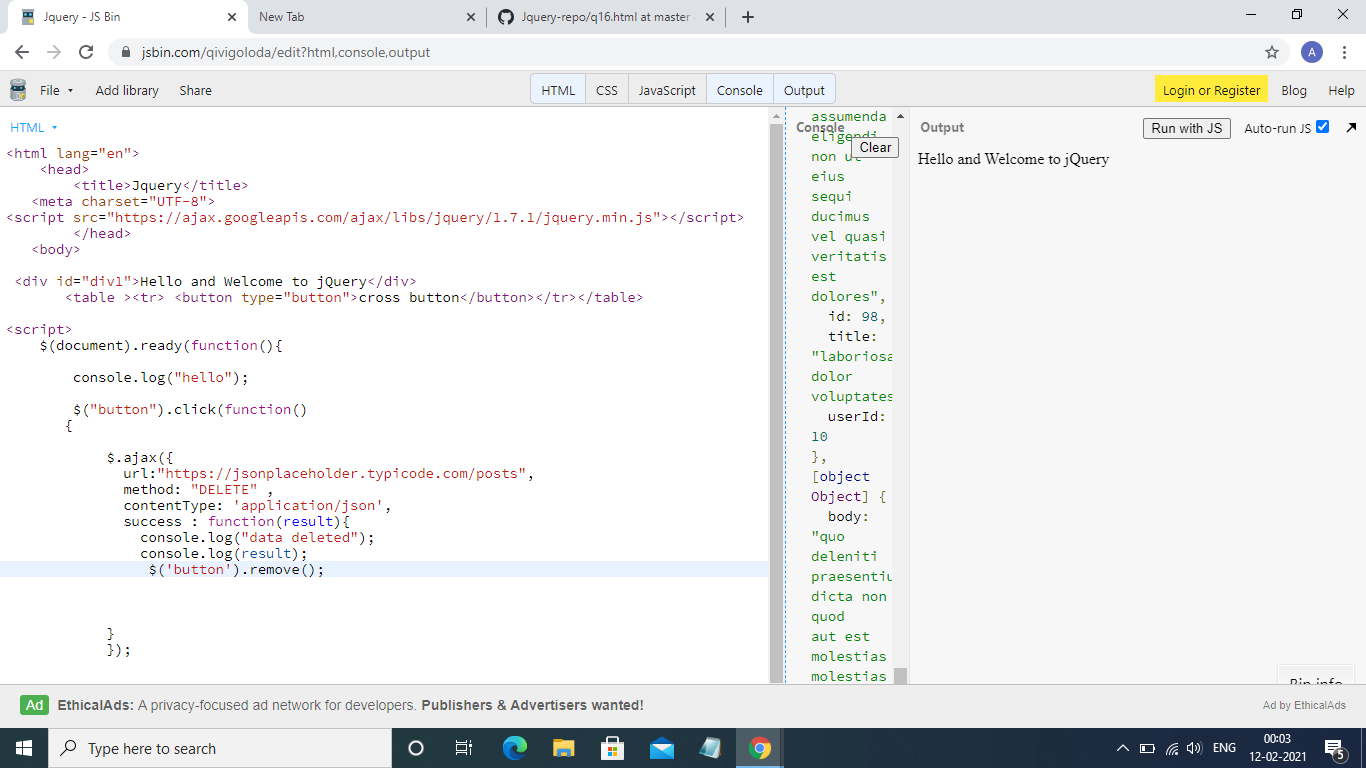 Jquery - JS Bin
New Tab
Jquery-repo/q16.html at master
jsbin.com/qivigoloda/edit?html,console,output
A
File
Add library
Share
HTML
CSS
JavaScript
Console
Output
Login or Register
Blog
Help
HTML
<html lang="en">
<head>
<title>Jquery</title>
<meta charset="UTF-8">
<script src="https://ajax.googleapis.com/ajax/libs/jquery/1.7.1/jquery.min.js"></script>
</head>
<body>
<div id="div1">Hello and Welcome to jQuery</div>
<table ><tr> <button type="button">cross button</button></tr></table>
<script>
$(document).ready(function(){
console.log("hello");
$("button").click(function()
{
$.ajax({
url:"https://jsonplaceholder.typicode.com/posts",
method: "DELETE" ,
contentType: 'application/json',
success : function(result){
console.log("data deleted");
console.log(result);
$('button').remove();
}
});
Console
Clear
assumenda
eligendi
non ut
eius
sequi
ducimus
vel quasi
veritatis
est
dolores",
id: 98,
title:
"laboriosa
dolor
voluptates
userId:
10
},
[object
Object] {
body:
"quo
deleniti
praesentiu
dicta non
quod
aut est
molestias
molestias
Output
Run with JS
Auto-run JS
Hello and Welcome to jQuery
Bin info
Ad
EthicalAds: A privacy-focused ad network for developers. Publishers & Advertisers wanted!
Ad by EthicalAds
Type here to search
ENG
00:03
12-02-2021
5